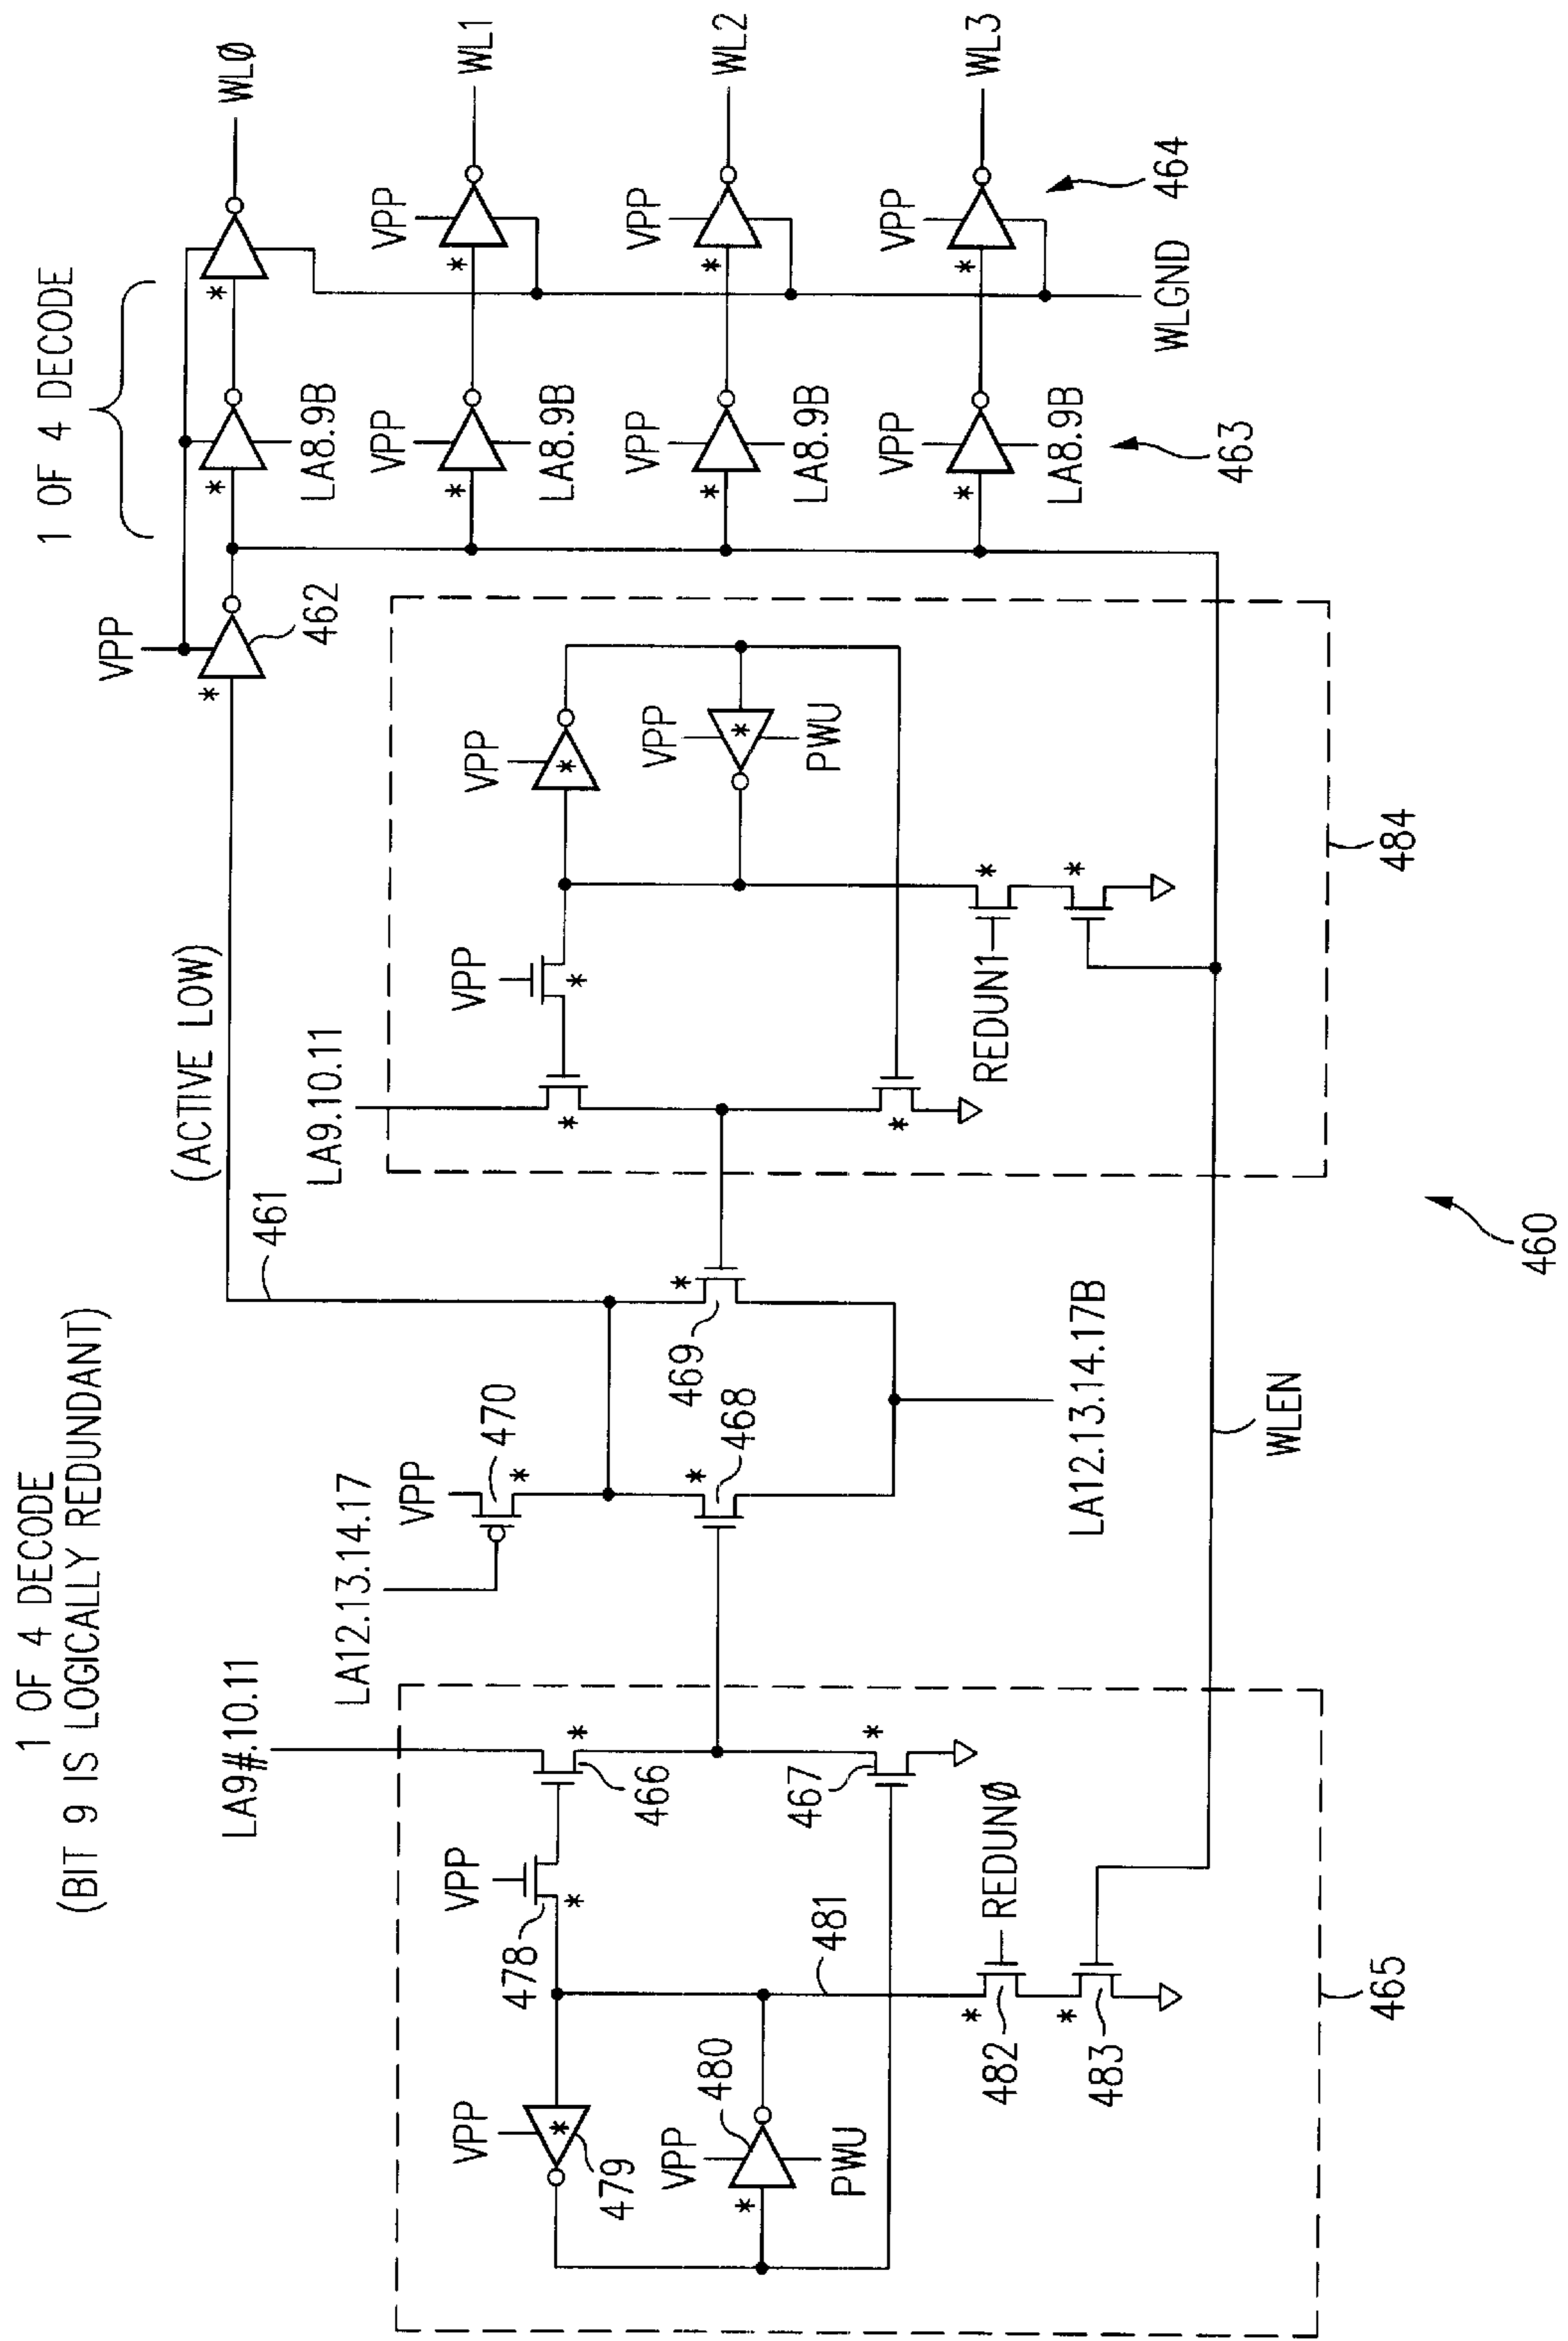 1 OF 4 DECODE
(BIT 9 IS LOGICALLY REDUNDANT)
LA9#.10.11
LA12.13.14.17
VPP
470
*
461
(ACTIVE LOW)
VPP
*
462
1 OF 4 DECODE
*
LA8.9B
*
WLØ
VPP
*
LA8.9B
VPP
*
WL1
VPP
*
LA8.9B
VPP
*
WL2
VPP
*
LA8.9B
VPP
*
WL3
463
464
WLGND
VPP
478
*
*
466
VPP
*
479
VPP
480
*
PWU
481
*
467
REDUNØ
*
482
*
483
465
*
468
*
469
LA12.13.14.17B
WLEN
LA9.10.11
*
VPP
*
VPP
*
VPP
*
PWU
*
REDUN1
*
*
484
460